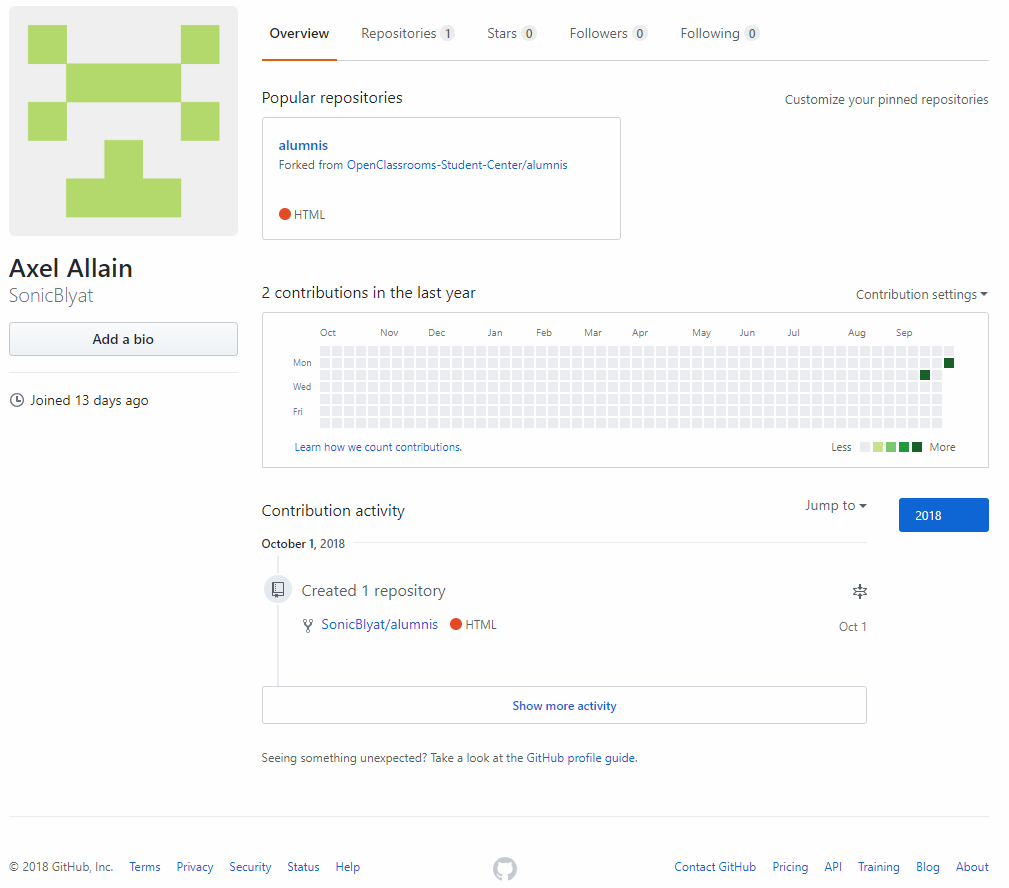 Overview Repositories 1 Stars 0 Followers 0 Following 0
Popular repositories
Customize your pinned repositories
alumnis
Forked from OpenClassrooms-Student-Center/alumnis
HTML
Axel Allain
SonicBlyat
Add a bio
Joined 13 days ago
2 contributions in the last year
Contribution settings
Oct Nov Dec Jan Feb Mar Apr May Jun Jul Aug Sep
Mon
Wed
Fri
Learn how we count contributions.
Less More
Contribution activity
Jump to
2018
October 1, 2018
Created 1 repository
SonicBlyat/alumnis HTML
Oct 1
Show more activity
Seeing something unexpected? Take a look at the GitHub profile guide.
© 2018 GitHub, Inc. Terms Privacy Security Status Help
Contact GitHub Pricing API Training Blog About